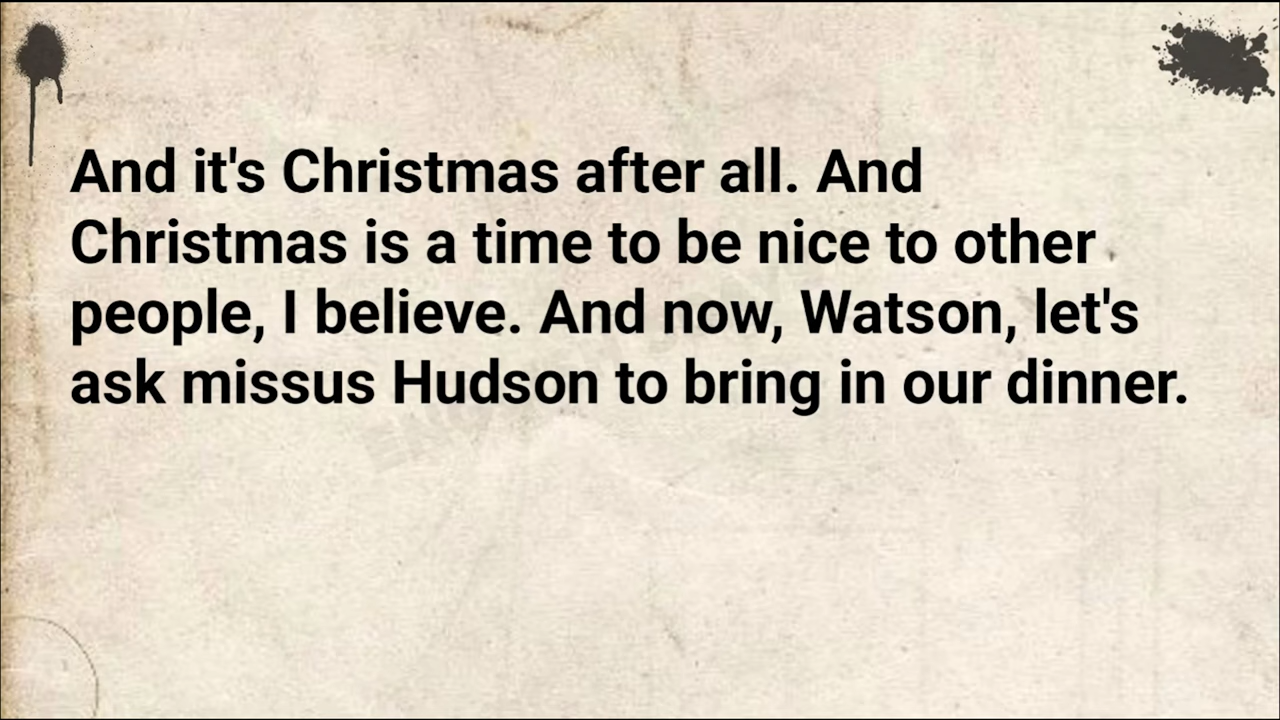 And it's Christmas after all. And
Christmas is a time to be nice to other
people, I believe. And now, Watson, let's
ask missus Hudson to bring in our dinner.